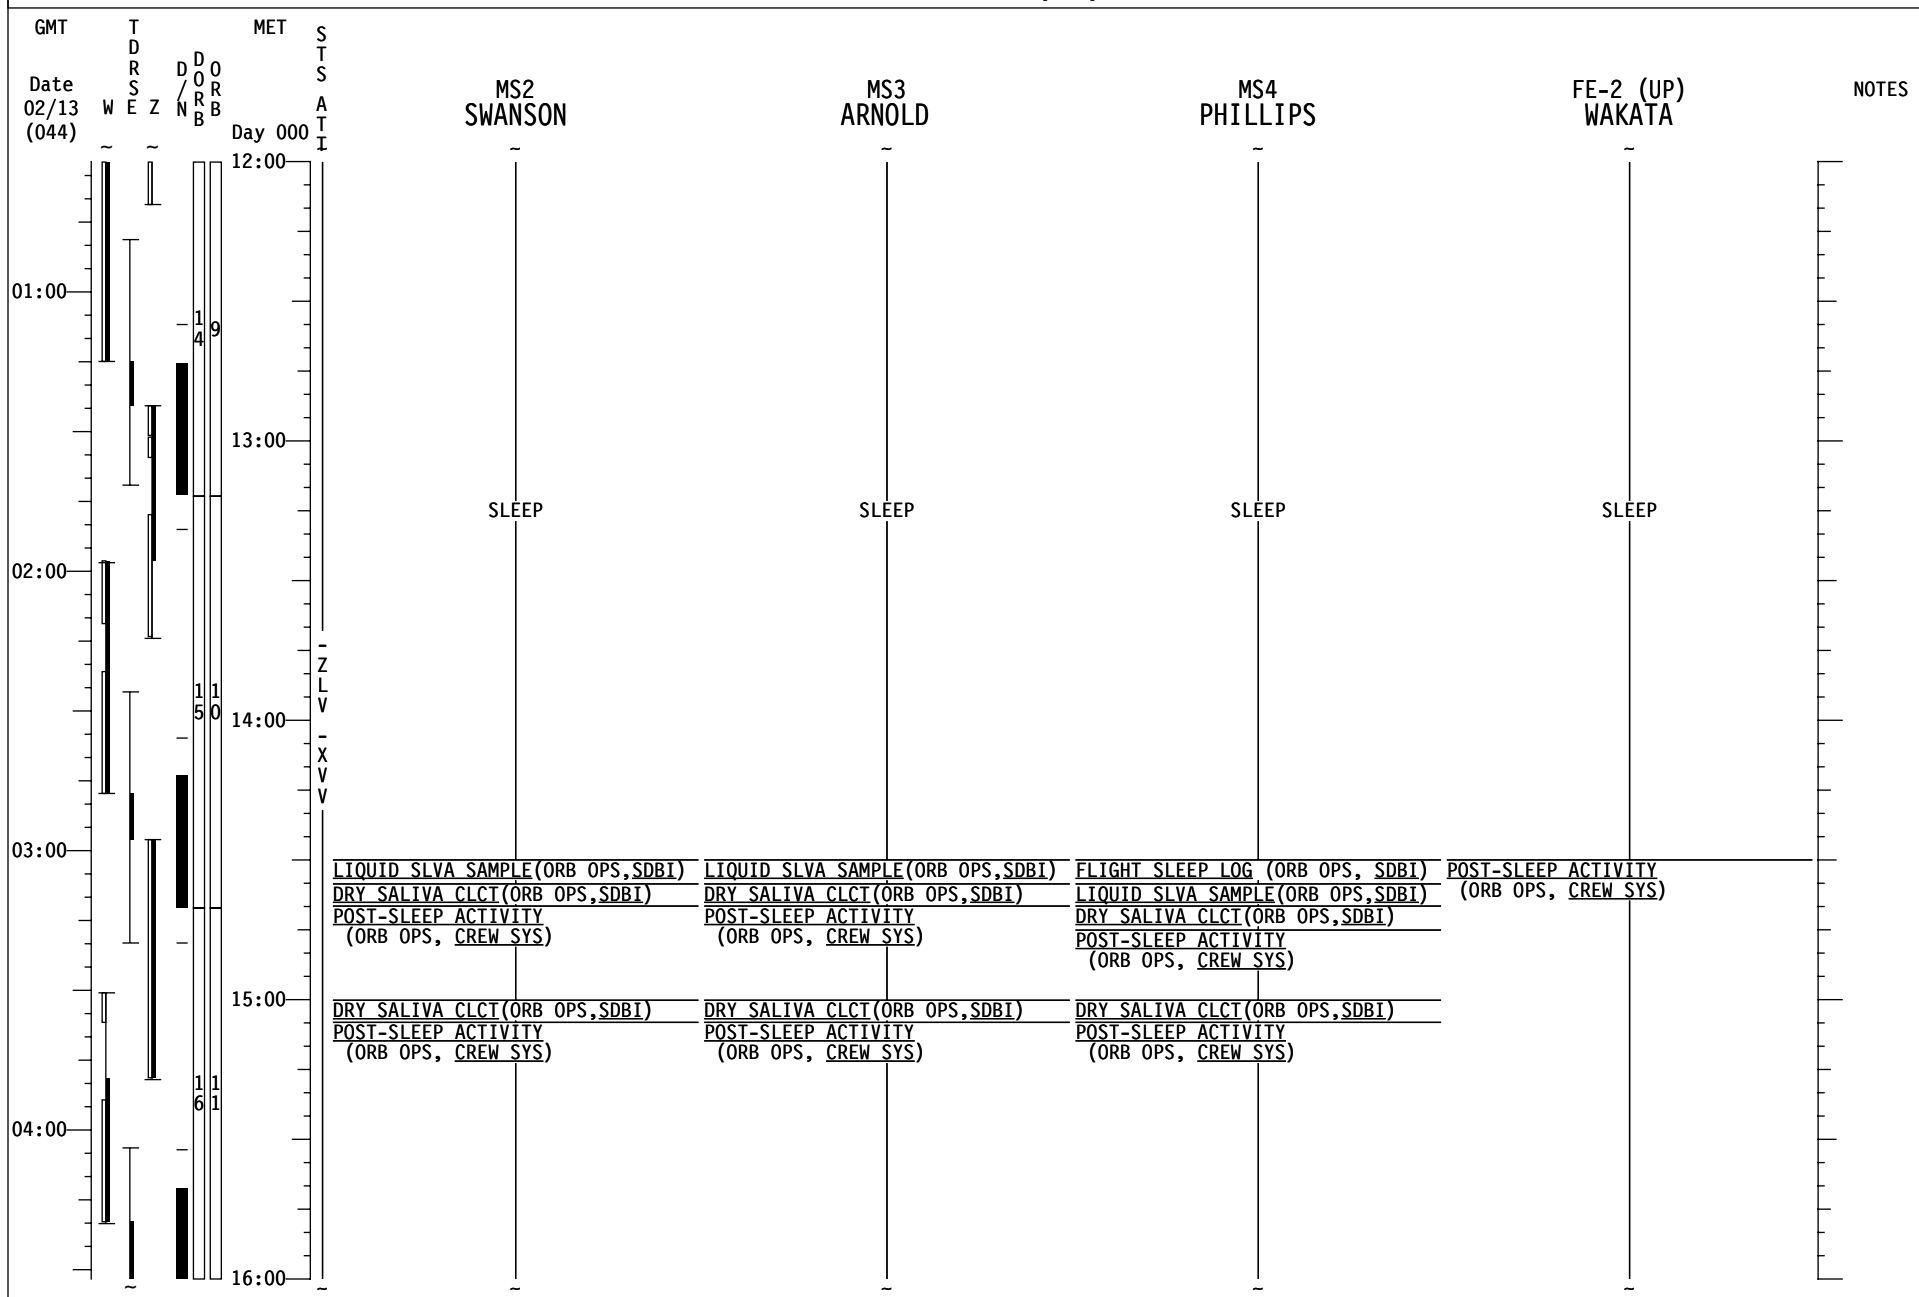 GMT
TDRS
MET
STS ATT
Date
02/13
(044)
W E Z
D/N
DORB
ORB
Day 000
MS2
SWANSON
MS3
ARNOLD
MS4
PHILLIPS
FE-2 (UP)
WAKATA
NOTES
~ ~ ~ ~ ~ ~ ~
12:00
01:00
14 9
13:00
SLEEP SLEEP SLEEP SLEEP
02:00
-ZLV -XVV
15 10
14:00
03:00
LIQUID SLVA SAMPLE(ORB OPS,SDBI)
DRY SALIVA CLCT(ORB OPS,SDBI)
POST-SLEEP ACTIVITY
(ORB OPS, CREW SYS)
LIQUID SLVA SAMPLE(ORB OPS,SDBI)
DRY SALIVA CLCT(ORB OPS,SDBI)
POST-SLEEP ACTIVITY
(ORB OPS, CREW SYS)
FLIGHT SLEEP LOG (ORB OPS, SDBI)
LIQUID SLVA SAMPLE(ORB OPS,SDBI)
DRY SALIVA CLCT(ORB OPS,SDBI)
POST-SLEEP ACTIVITY
(ORB OPS, CREW SYS)
POST-SLEEP ACTIVITY
(ORB OPS, CREW SYS)
15:00
DRY SALIVA CLCT(ORB OPS,SDBI)
POST-SLEEP ACTIVITY
(ORB OPS, CREW SYS)
DRY SALIVA CLCT(ORB OPS,SDBI)
POST-SLEEP ACTIVITY
(ORB OPS, CREW SYS)
DRY SALIVA CLCT(ORB OPS,SDBI)
POST-SLEEP ACTIVITY
(ORB OPS, CREW SYS)
16 11
04:00
16:00
~ ~ ~ ~ ~ ~